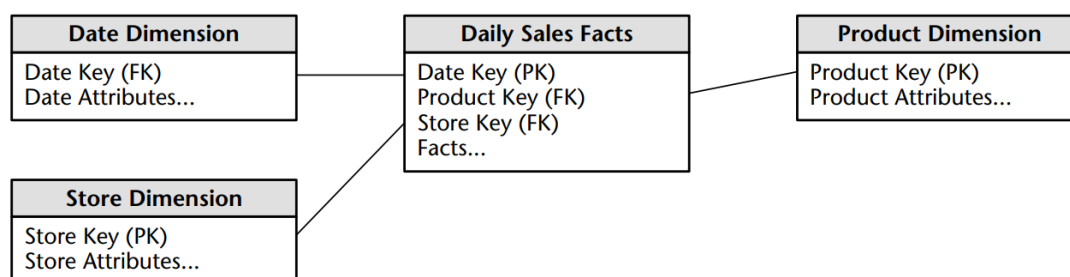 Date Dimension
Date Key (FK)
Date Attributes...
Daily Sales Facts
Date Key (PK)
Product Key (FK)
Store Key (FK)
Facts...
Product Dimension
Product Key (PK)
Product Attributes...
Store Dimension
Store Key (PK)
Store Attributes...